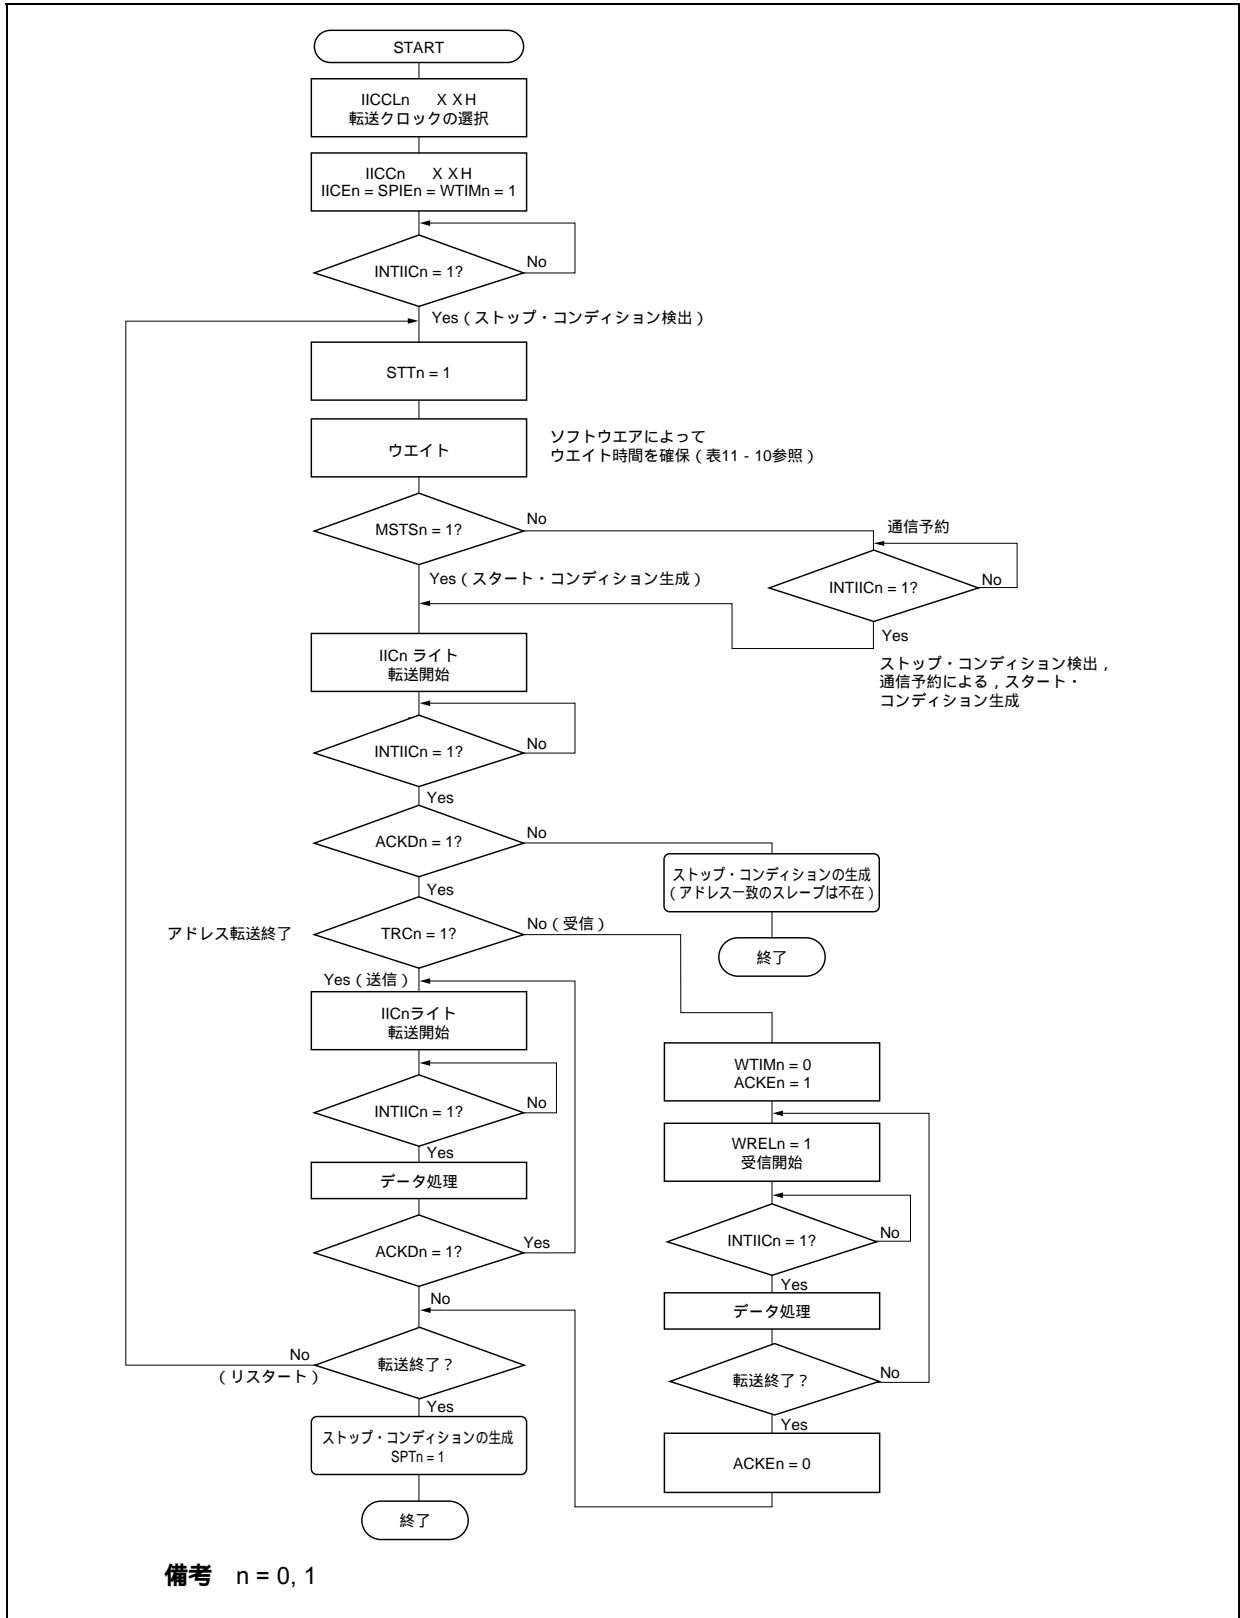 START
IICCLn XXH
転送クロックの選択
IICCn XXH
IICEn = SPIEn = WTIMn = 1
INTIICn = 1?
No
Yes(ストップ・コンディション検出)
STTn = 1
ウエイト
ソフトウエアによって
ウエイト時間を確保(表11-10参照)
MSTSn = 1?
No
通信予約
INTIICn = 1?
No
Yes(スタート・コンディション生成)
Yes
ストップ・コンディション検出,
通信予約による,スタート・
コンディション生成
IICn ライト
転送開始
INTIICn = 1?
No
Yes
ACKDn = 1?
No
ストップ・コンディションの生成
(アドレス一致のスレーブは不在)
終了
Yes
アドレス転送終了
TRCn = 1?
No(受信)
Yes(送信)
IICnライト
転送開始
INTIICn = 1?
No
Yes
データ処理
ACKDn = 1?
Yes
No
WTIMn = 0
ACKEn = 1
WRELn = 1
受信開始
INTIICn = 1?
No
Yes
データ処理
転送終了?
No
Yes
ACKEn = 0
転送終了?
No
(リスタート)
Yes
ストップ・コンディションの生成
SPTn = 1
終了
備考 n = 0, 1